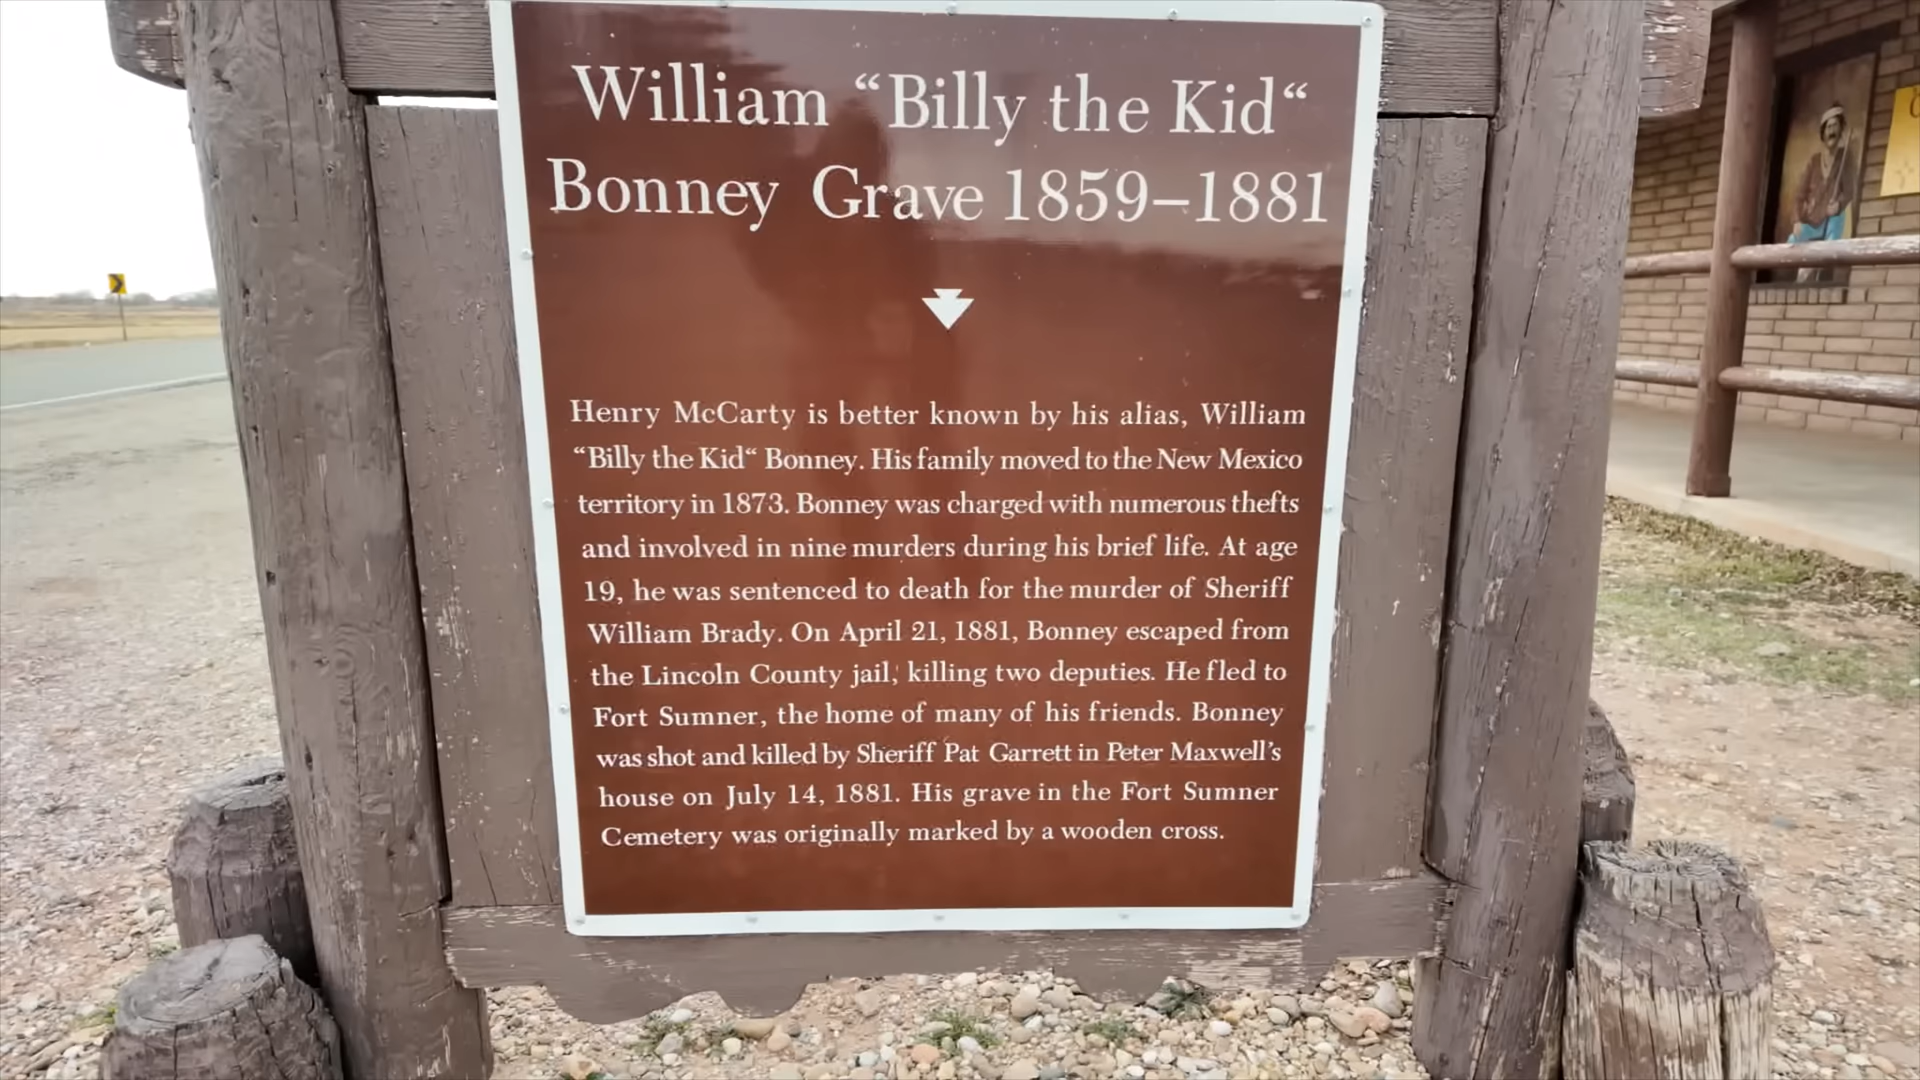 William “Billy the Kid“
Bonney Grave 1859–1881
Henry McCarty is better known by his alias, William
“Billy the Kid“ Bonney. His family moved to the New Mexico
territory in 1873. Bonney was charged with numerous thefts
and involved in nine murders during his brief life. At age
19, he was sentenced to death for the murder of Sheriff
William Brady. On April 21, 1881, Bonney escaped from
the Lincoln County jail, killing two deputies. He fled to
Fort Sumner, the home of many of his friends. Bonney
was shot and killed by Sheriff Pat Garrett in Peter Maxwell’s
house on July 14, 1881. His grave in the Fort Sumner
Cemetery was originally marked by a wooden cross.